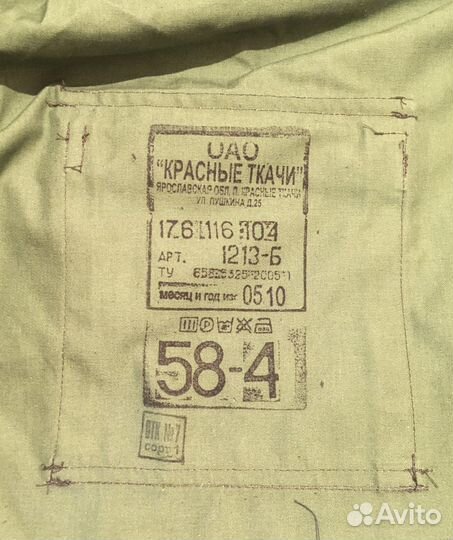 ОАО
"КРАСНЫЕ ТКАЧИ"
ЯРОСЛАВСКАЯ ОБЛ. П. КРАСНЫЕ ТКАЧИ
УЛ. ПУШКИНА, Д.25
176 116 104
АРТ. 1213-Б
ТУ
месяц и год из. 05.10
58-4
ОТК №7
сорт 1
Avito